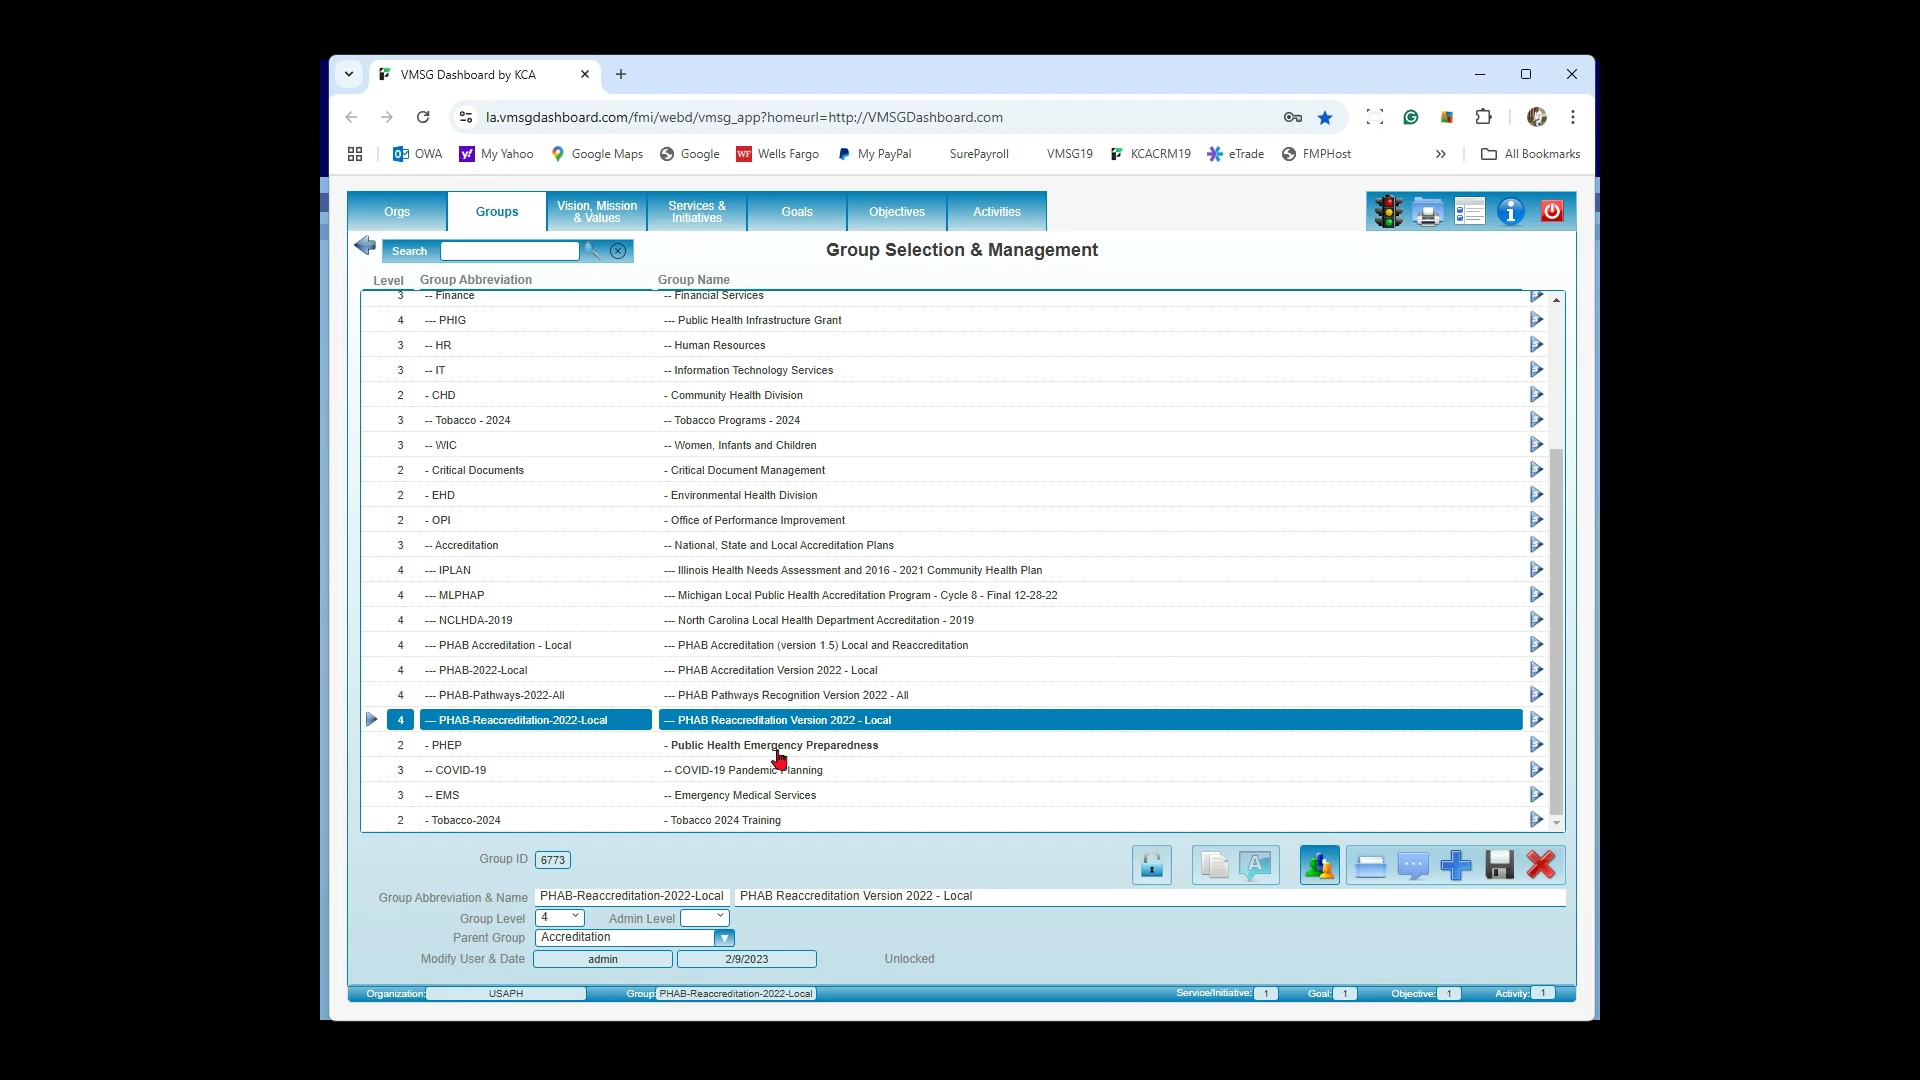 VMSG Dashboard by KCA
la.vmsgdashboard.com/fmi/webd/vmsg_app?homeurl=http://VMSGDashboard.com
OWA My Yahoo Google Maps Google Wells Fargo My PayPal SurePayroll VMSG19 KCACRM19 eTrade FMPHost » All Bookmarks
Orgs Groups Vision, Mission & Values Services & Initiatives Goals Objectives Activities
Search
Group Selection & Management
Level Group Abbreviation Group Name
3 -- Finance -- Financial Services
4 --- PHIG --- Public Health Infrastructure Grant
3 -- HR -- Human Resources
3 -- IT -- Information Technology Services
2 - CHD - Community Health Division
3 -- Tobacco - 2024 -- Tobacco Programs - 2024
3 -- WIC -- Women, Infants and Children
2 - Critical Documents - Critical Document Management
2 - EHD - Environmental Health Division
2 - OPI - Office of Performance Improvement
3 -- Accreditation -- National, State and Local Accreditation Plans
4 --- IPLAN --- Illinois Health Needs Assessment and 2016 - 2021 Community Health Plan
4 --- MLPHAP --- Michigan Local Public Health Accreditation Program - Cycle 8 - Final 12-28-22
4 --- NCLHDA-2019 --- North Carolina Local Health Department Accreditation - 2019
4 --- PHAB Accreditation - Local --- PHAB Accreditation (version 1.5) Local and Reaccreditation
4 --- PHAB-2022-Local --- PHAB Accreditation Version 2022 - Local
4 --- PHAB-Pathways-2022-All --- PHAB Pathways Recognition Version 2022 - All
4 --- PHAB-Reaccreditation-2022-Local --- PHAB Reaccreditation Version 2022 - Local
2 - PHEP - Public Health Emergency Preparedness
3 -- COVID-19 -- COVID-19 Pandemic Planning
3 -- EMS -- Emergency Medical Services
2 - Tobacco-2024 - Tobacco 2024 Training
Group ID 6773
Group Abbreviation & Name PHAB-Reaccreditation-2022-Local PHAB Reaccreditation Version 2022 - Local
Group Level 4 Admin Level
Parent Group Accreditation
Modify User & Date admin 2/9/2023 Unlocked
Organization: USAPH Group: PHAB-Reaccreditation-2022-Local Service/Initiative: 1 Goal: 1 Objective: 1 Activity: 1